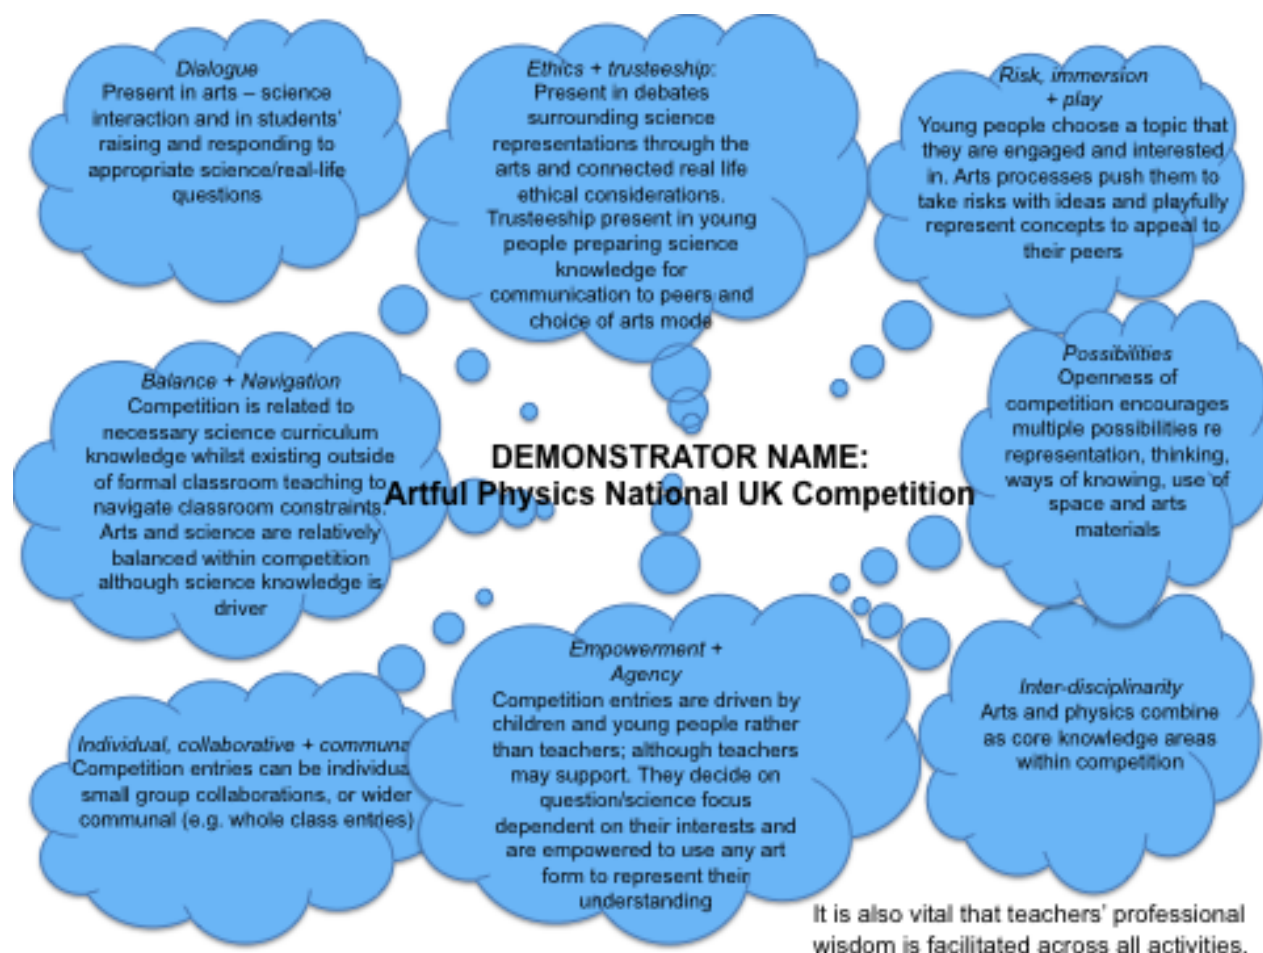 Dialogue
Present in arts – science
interaction and in students'
raising and responding to
appropriate science/real-life
questions
Ethics + trusteeship:
Present in debates
surrounding science
representations through the
arts and connected real life
ethical considerations.
Trusteeship present in young
people preparing science
knowledge for
communication to peers and
choice of arts mode
Risk, immersion
+ play
Young people choose a topic that
they are engaged and interested
in. Arts processes push them to
take risks with ideas and playfully
represent concepts to appeal to
their peers
Balance + Navigation
Competition is related to
necessary science curriculum
knowledge whilst existing outside
of formal classroom teaching to
navigate classroom constraints.
Arts and science are relatively
balanced within competition
although science knowledge is
driver
DEMONSTRATOR NAME:
Artful Physics National UK Competition
Possibilities
Openness of
competition encourages
multiple possibilities re
representation, thinking,
ways of knowing, use of
space and arts
materials
Individual, collaborative + communa
Competition entries can be individua
small group collaborations, or wider
communal (e.g. whole class entries)
Empowerment +
Agency
Competition entries are driven by
children and young people rather
than teachers; although teachers
may support. They decide on
question/science focus
dependent on their interests and
are empowered to use any art
form to represent their
understanding
Inter-disciplinarity
Arts and physics combine
as core knowledge areas
within competition
It is also vital that teachers' professional
wisdom is facilitated across all activities.